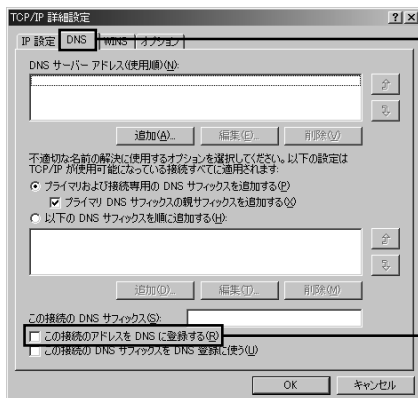 TCP/IP 詳細設定
IP 設定 DNS WINS オプション
DNS サーバー アドレス(使用順)(N):
追加(A)... 編集(E)... 削除(V)
不適切な名前の解決に使用するオプションを選択してください。以下の設定は
TCP/IP が使用可能になっている接続すべてに適用されます:
プライマリおよび接続専用の DNS サフィックスを追加する(P)
プライマリ DNS サフィックスの親サフィックスを追加する(X)
以下の DNS サフィックスを順に追加する(H):
追加(D)... 編集(T)... 削除(M)
この接続の DNS サフィックス(S):
この接続のアドレスを DNS に登録する(R)
この接続の DNS サフィックスを DNS 登録に使う(U)
OK キャンセル